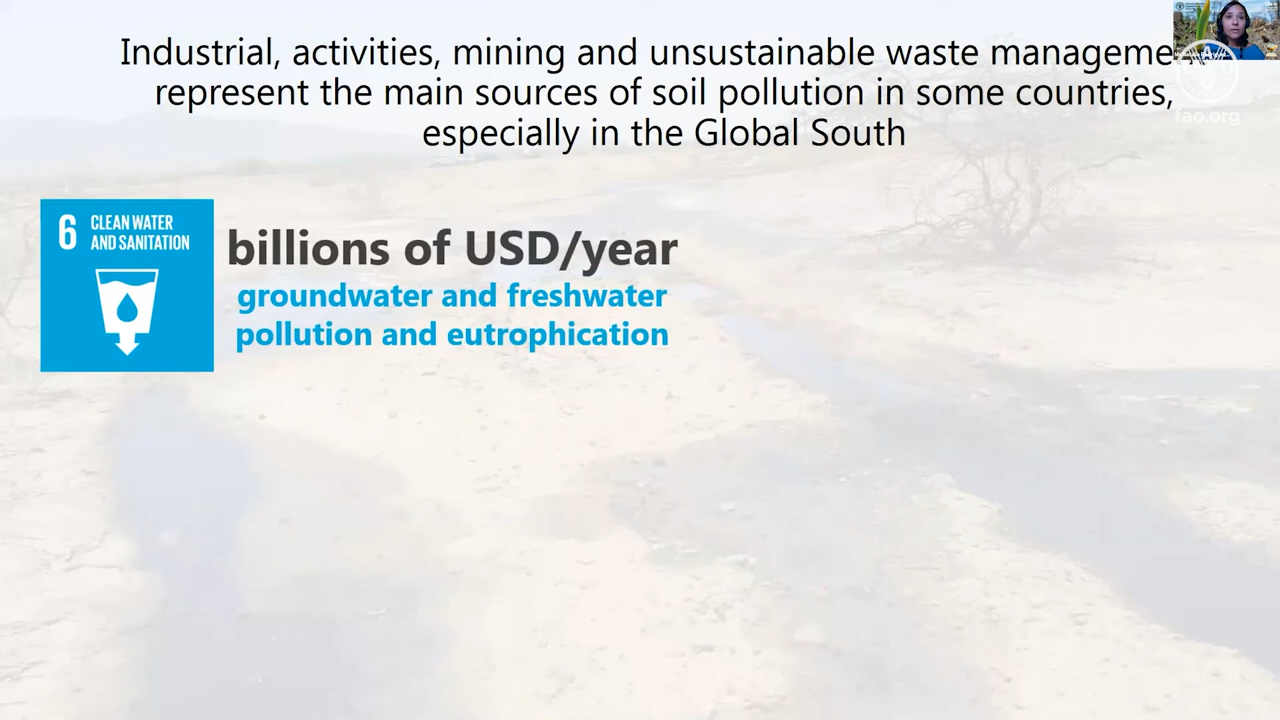 Industrial, activities, mining and unsustainable waste manageme
represent the main sources of soil pollution in some countries,
especially in the Global South
fao.org
6 CLEAN WATER
AND SANITATION
billions of USD/year
groundwater and freshwater
pollution and eutrophication